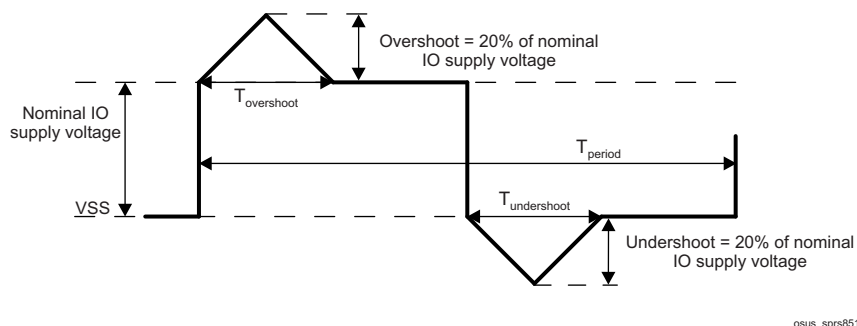 Overshoot = 20% of nominal
IO supply voltage
Nominal IO
supply voltage
Tovershoot
Tperiod
VSS
Tundershoot
Undershoot = 20% of nominal
IO supply voltage
osus_sprs851